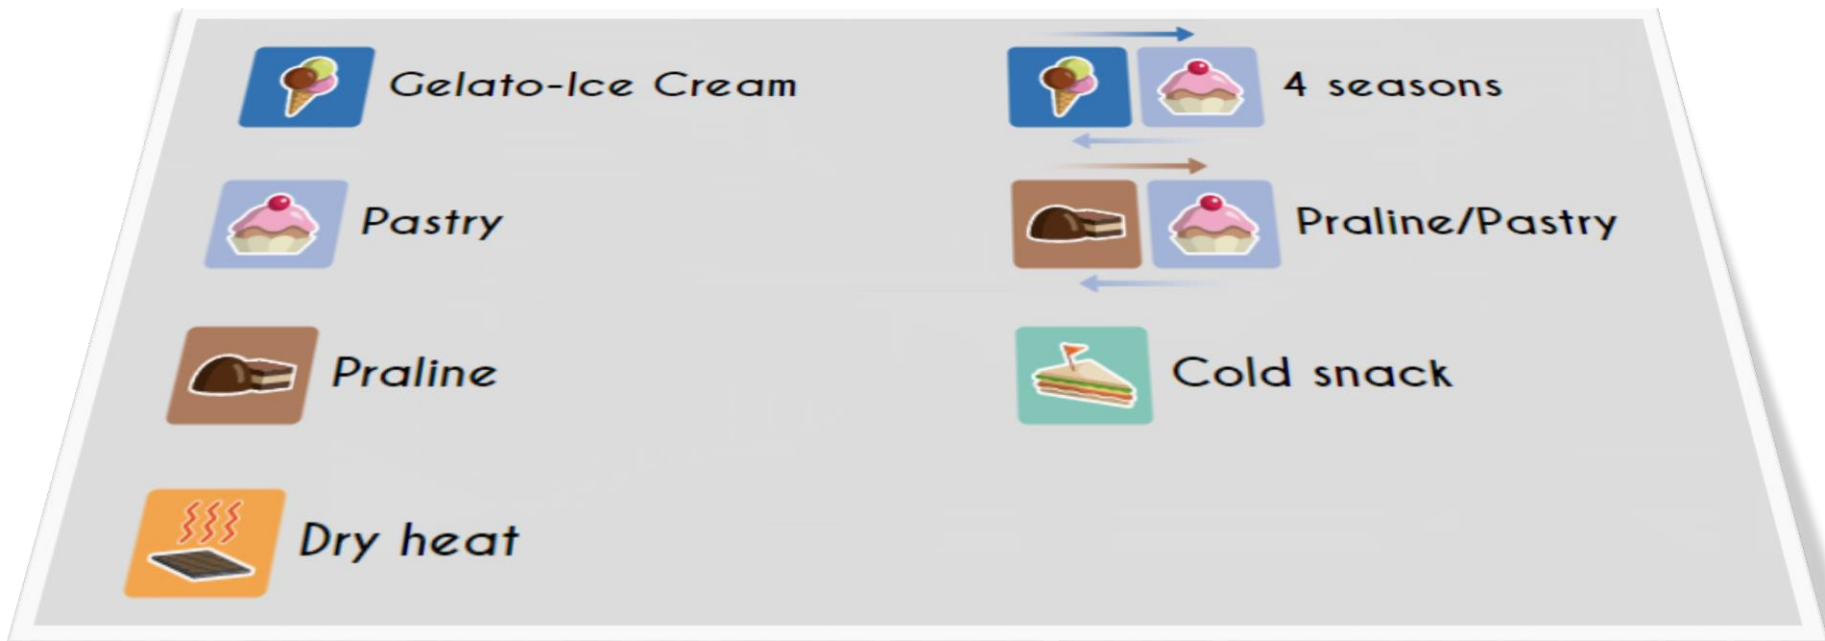 Gelato-Ice Cream
Pastry
Praline
Dry heat
4 seasons
Praline/Pastry
Cold snack